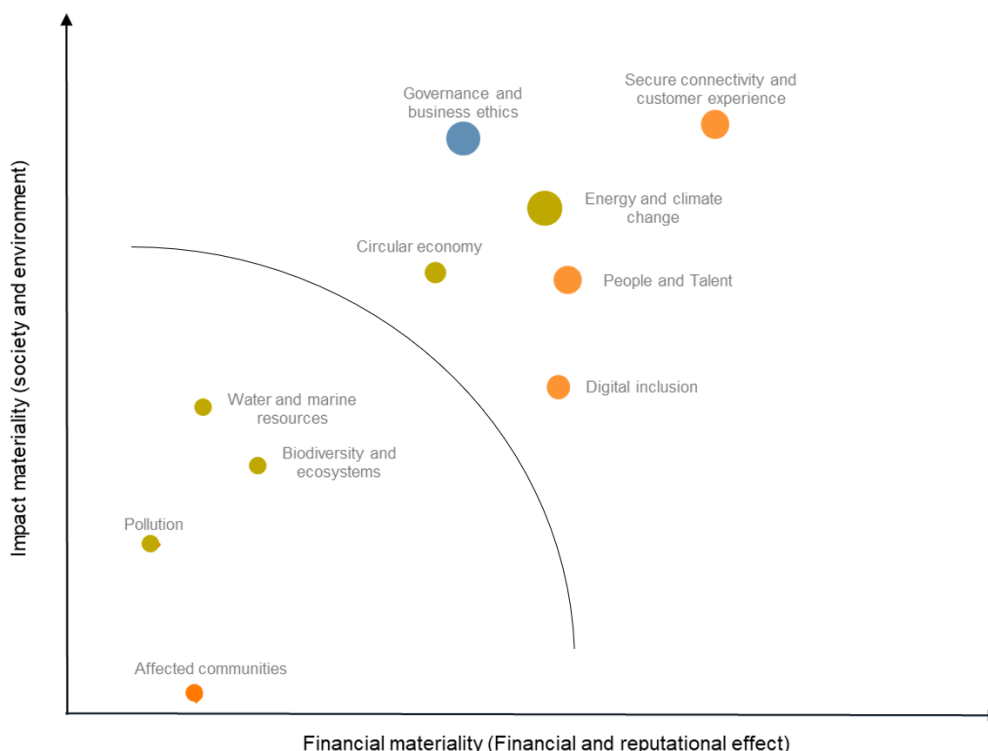 Secure connectivity and
customer experience
Governance and
business ethics
Energy and climate
change
Circular economy
People and Talent
Digital inclusion
Water and marine
resources
Biodiversity and
ecosystems
Pollution
Affected communities
Impact materiality (society and environment)
Financial materiality (Financial and reputational effect)